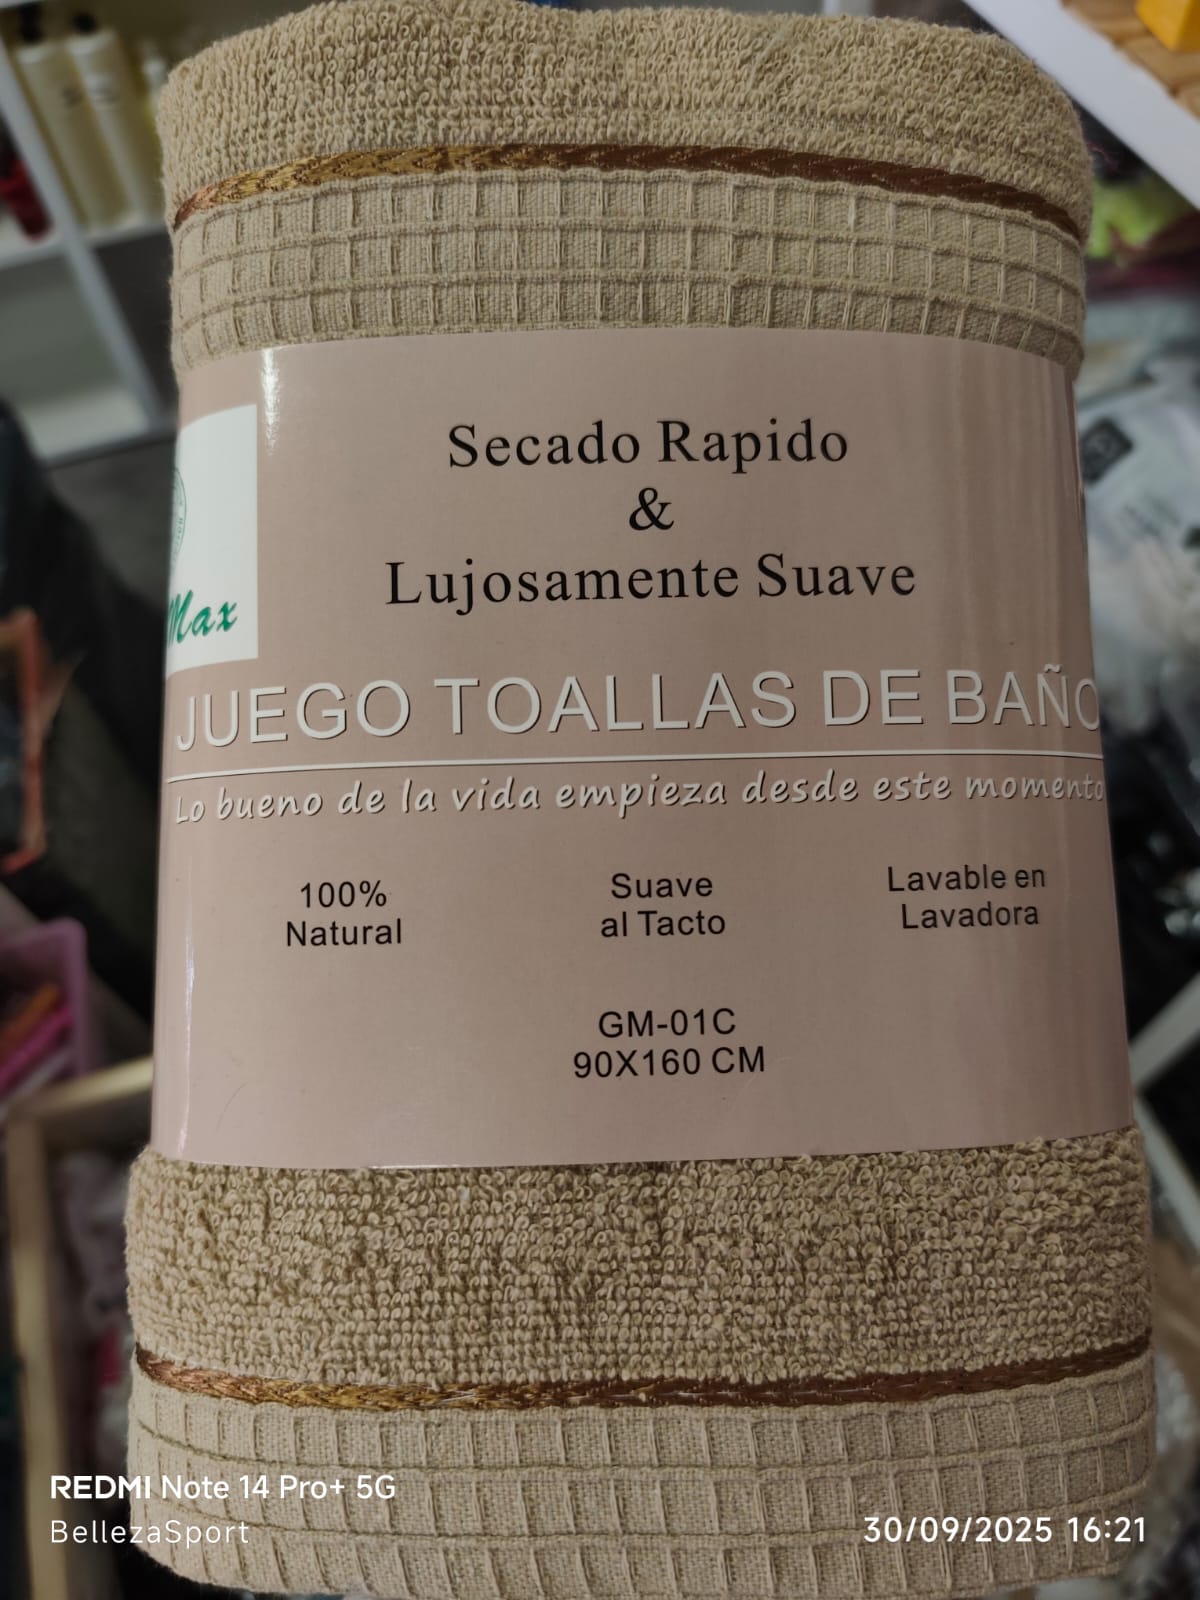 Secado Rapido
&
Lujosamente Suave
Max
JUEGO TOALLAS DE BAÑO
Lo bueno de la vida empieza desde este momento
100%
Natural
Suave
al Tacto
Lavable en
Lavadora
GM-01C
90X160 CM
REDMI Note 14 Pro+ 5G
BellezaSport
30/09/2025 16:21